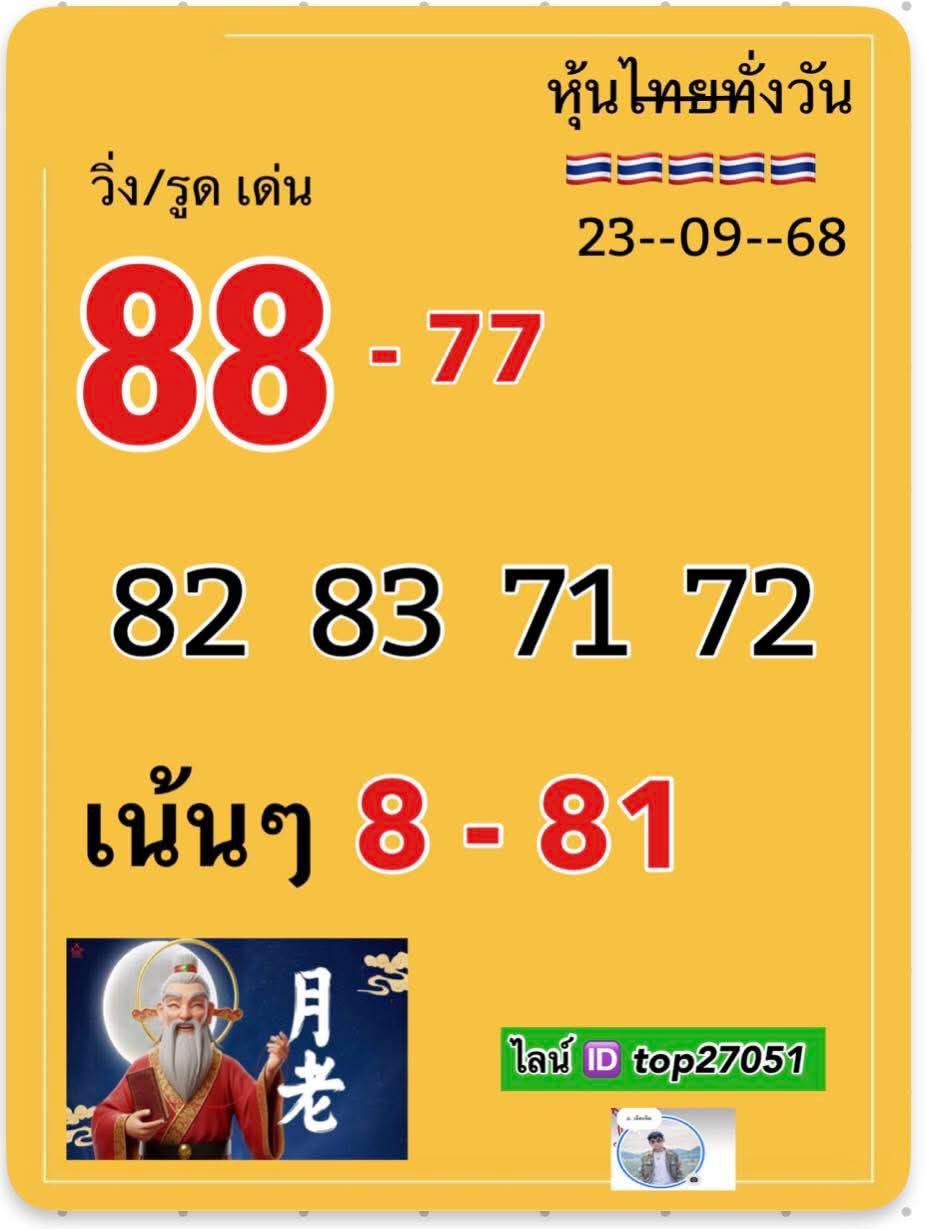 หุ้นไทยทั่งวัน
🇹🇭🇹🇭🇹🇭🇹🇭🇹🇭
วิ่ง/รูด เด่น
23--09--68
88 - 77
82 83 71 72
เน้นๆ 8 - 81
月老
ไลน์ 🆔 top27051